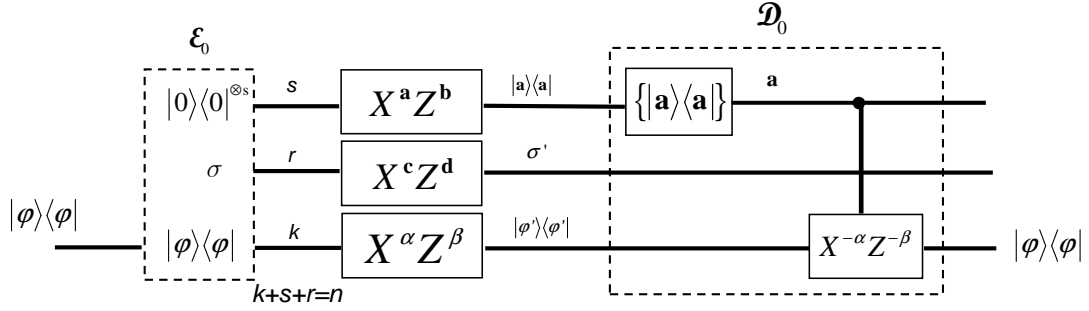 𝓔₀ 𝓓₀
|0⟩⟨0|^{⊗s} s X^a Z^b |a⟩⟨a| {|a⟩⟨a|} a
σ r X^c Z^d σ'
|φ⟩⟨φ| |φ⟩⟨φ| k X^α Z^β |φ'⟩⟨φ'| X^{-α} Z^{-β} |φ⟩⟨φ|
k+s+r=n